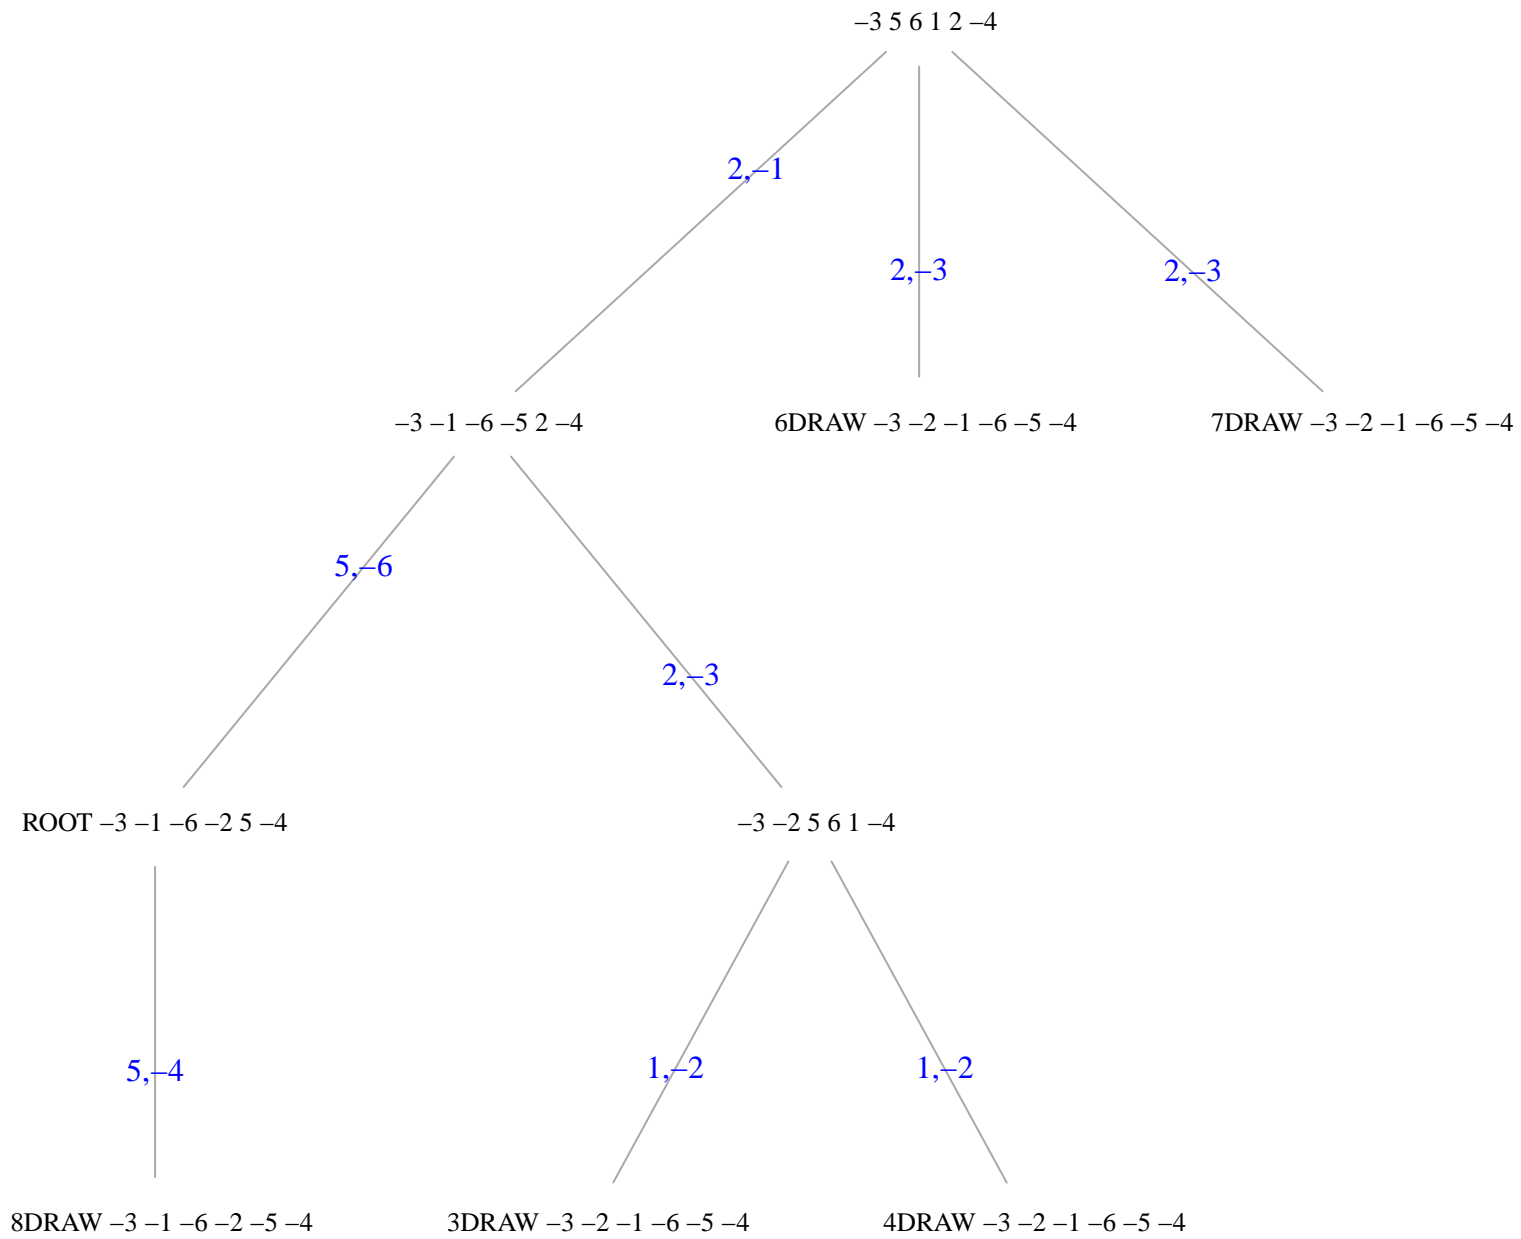 –3 5 6 1 2 –4
2,–1
2,–3
2,–3
–3 –1 –6 –5 2 –4
6DRAW –3 –2 –1 –6 –5 –4
7DRAW –3 –2 –1 –6 –5 –4
5,–6
2,–3
ROOT –3 –1 –6 –2 5 –4
–3 –2 5 6 1 –4
5,–4
1,–2
1,–2
8DRAW –3 –1 –6 –2 –5 –4
3DRAW –3 –2 –1 –6 –5 –4
4DRAW –3 –2 –1 –6 –5 –4